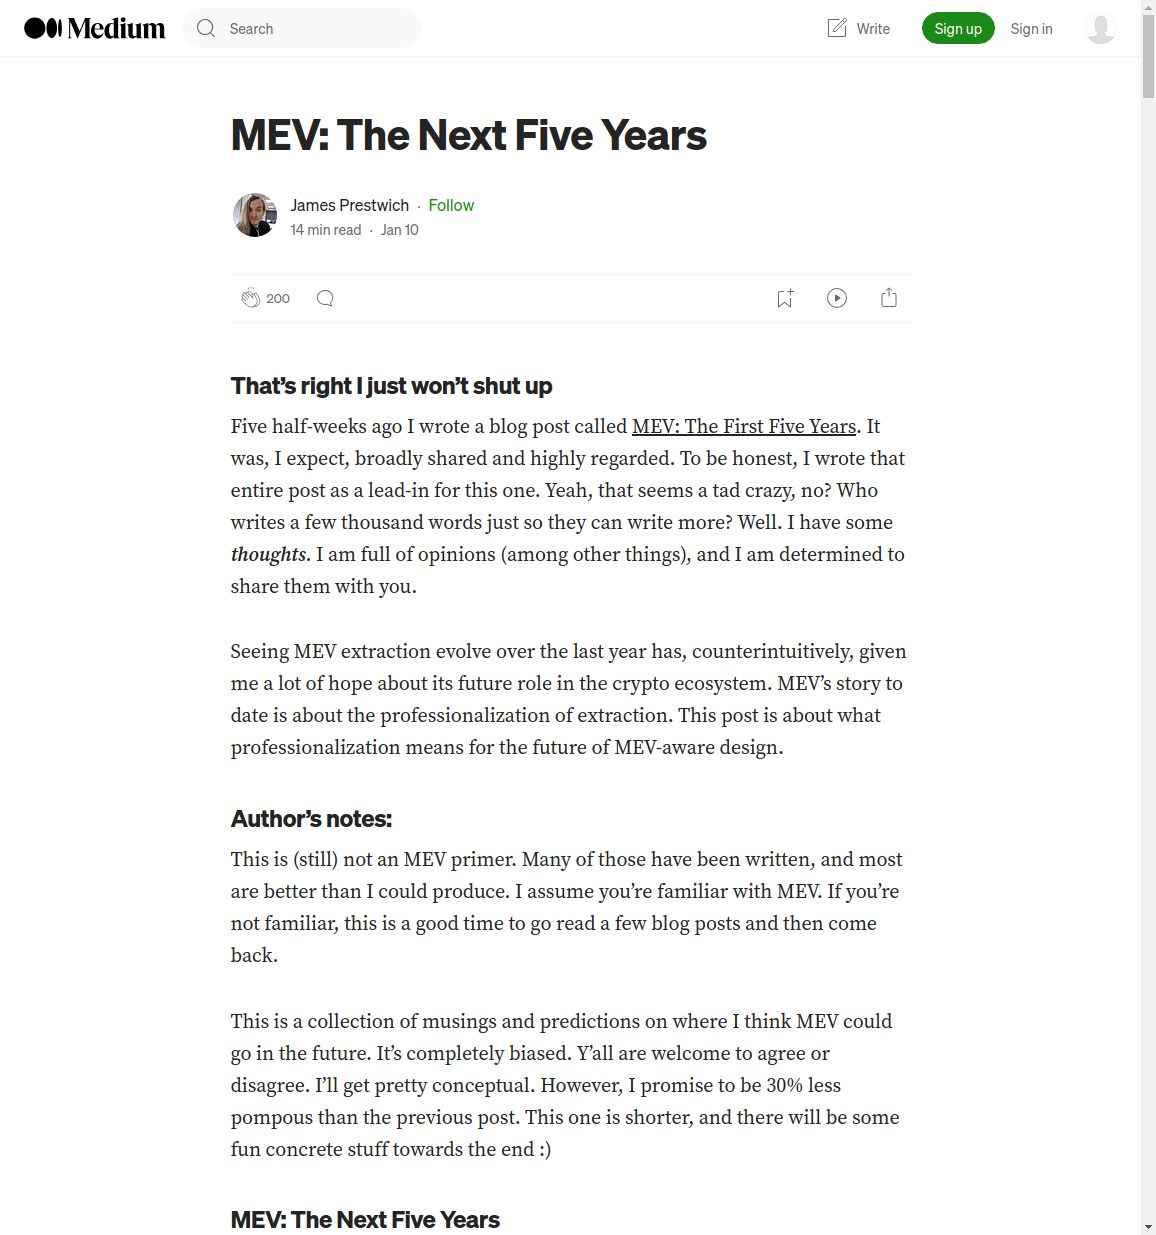 Medium
Search
Write
Sign up
Sign in
MEV: The Next Five Years
James Prestwich · Follow
14 min read · Jan 10
200
That’s right I just won’t shut up
Five half-weeks ago I wrote a blog post called MEV: The First Five Years. It
was, I expect, broadly shared and highly regarded. To be honest, I wrote that
entire post as a lead-in for this one. Yeah, that seems a tad crazy, no? Who
writes a few thousand words just so they can write more? Well. I have some
thoughts. I am full of opinions (among other things), and I am determined to
share them with you.
Seeing MEV extraction evolve over the last year has, counterintuitively, given
me a lot of hope about its future role in the crypto ecosystem. MEV’s story to
date is about the professionalization of extraction. This post is about what
professionalization means for the future of MEV-aware design.
Author’s notes:
This is (still) not an MEV primer. Many of those have been written, and most
are better than I could produce. I assume you’re familiar with MEV. If you’re
not familiar, this is a good time to go read a few blog posts and then come
back.
This is a collection of musings and predictions on where I think MEV could
go in the future. It’s completely biased. Y’all are welcome to agree or
disagree. I’ll get pretty conceptual. However, I promise to be 30% less
pompous than the previous post. This one is shorter, and there will be some
fun concrete stuff towards the end :)
MEV: The Next Five Years